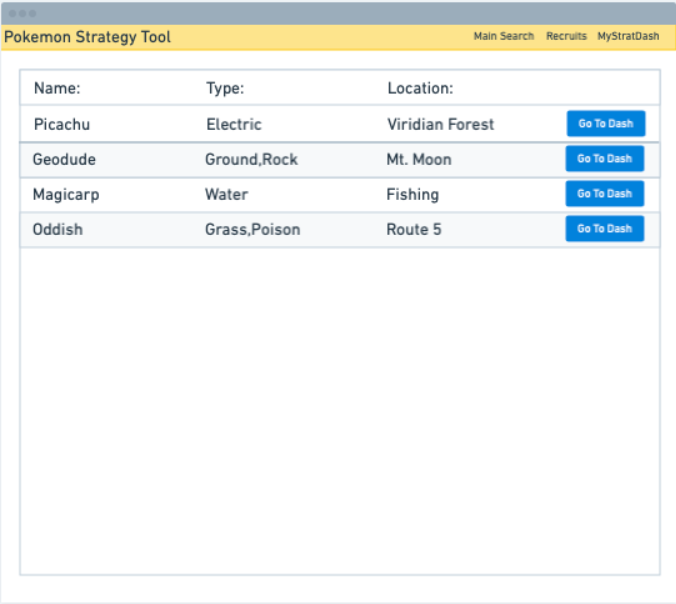 Pokemon Strategy Tool Main Search Recruits MyStratDash
Name: Type: Location:
Picachu Electric Viridian Forest Go To Dash
Geodude Ground,Rock Mt. Moon Go To Dash
Magicarp Water Fishing Go To Dash
Oddish Grass,Poison Route 5 Go To Dash